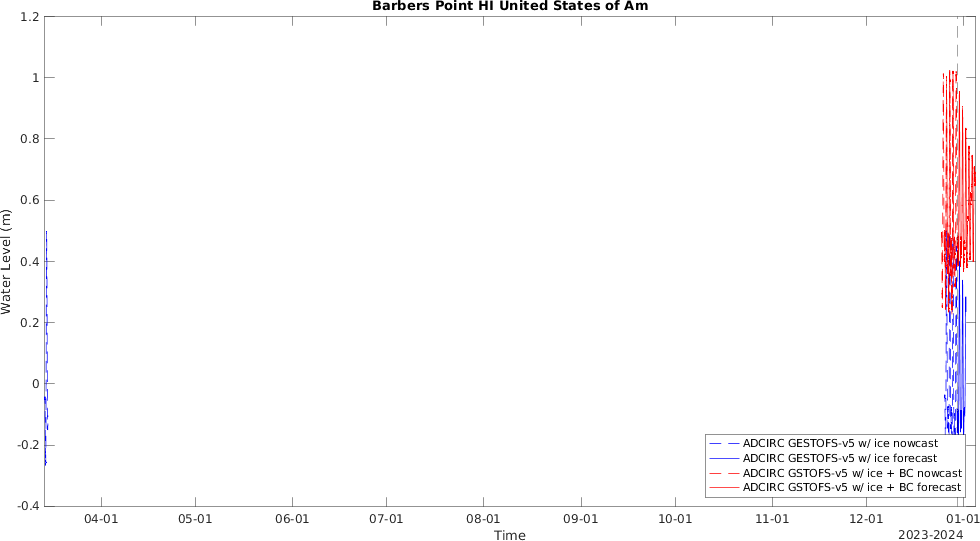 Barbers Point HI United States of Am
Water Level (m)
1.2
1
0.8
0.6
0.4
0.2
0
-0.2
-0.4
ADCIRC GESTOFS-v5 w/ ice nowcast
ADCIRC GESTOFS-v5 w/ ice forecast
ADCIRC GSTOFS-v5 w/ ice + BC nowcast
ADCIRC GSTOFS-v5 w/ ice + BC forecast
04-01 05-01 06-01 07-01 08-01 09-01 10-01 11-01 12-01 01-01
Time
2023-2024